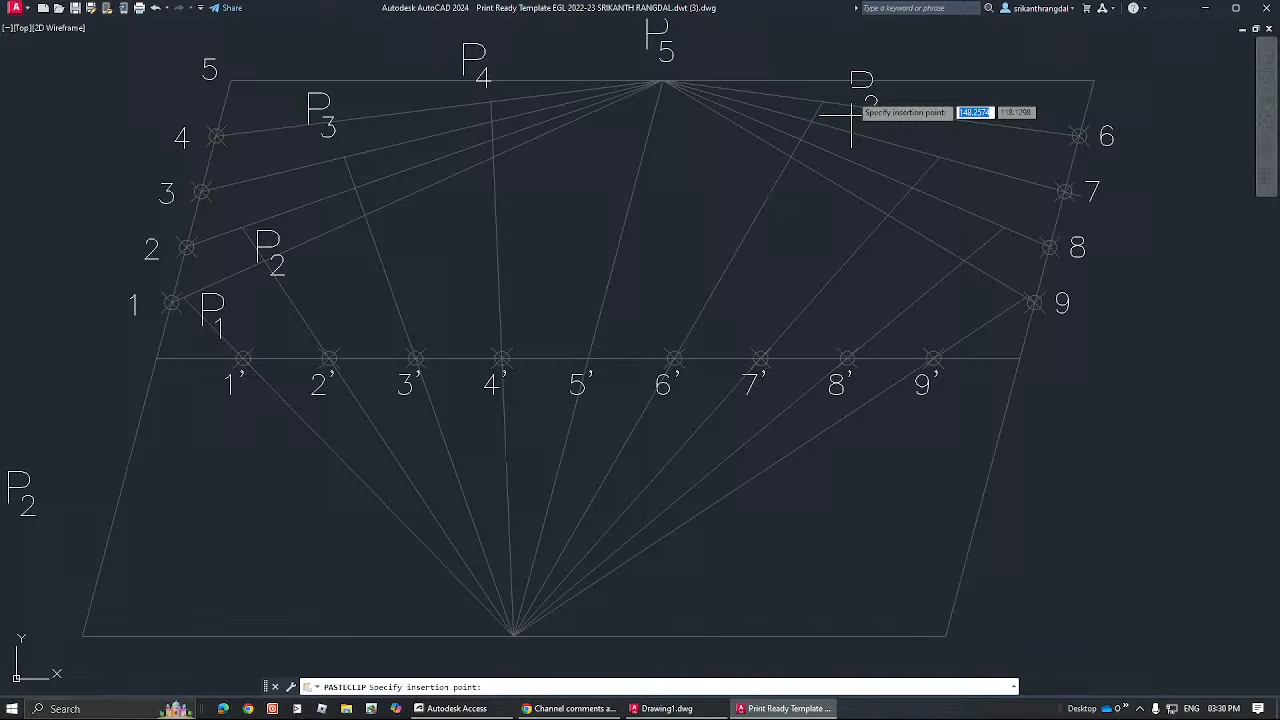 Share
Autodesk AutoCAD 2024 Print Ready Template EGL 2022-23 SRIKANTH RANGDAL.dwt (3).dwg
Type a keyword or phrase
srikanthrangdal
[−][Top][2D Wireframe]
P5
P4
P
5
P3
Specify insertion point: 148.2574 118.1298
4
6
3
7
2
P2
8
1
P1
9
1’ 2’ 3’ 4’ 5’ 6’ 7’ 8’ 9’
P2
Y
X
PASTECLIP Specify insertion point:
Search
Autodesk Access
Channel comments a...
Drawing1.dwg
Print Ready Template ...
Desktop
ENG
03:30 PM